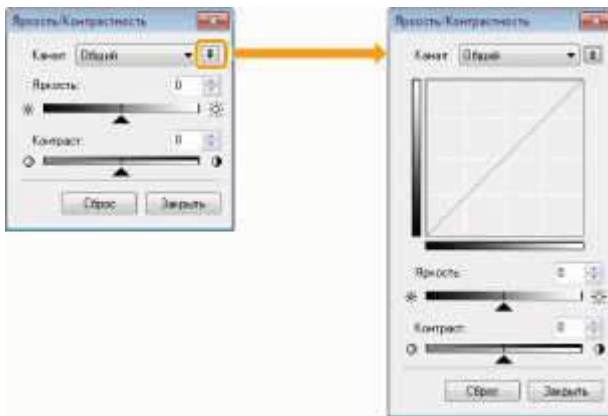 Яркость/Контрастность
Канал: Общий
Яркость: 0
Контраст: 0
Сброс Закрыть
Яркость/Контрастность
Канал: Общий
Яркость: 0
Контраст: 0
Сброс Закрыть